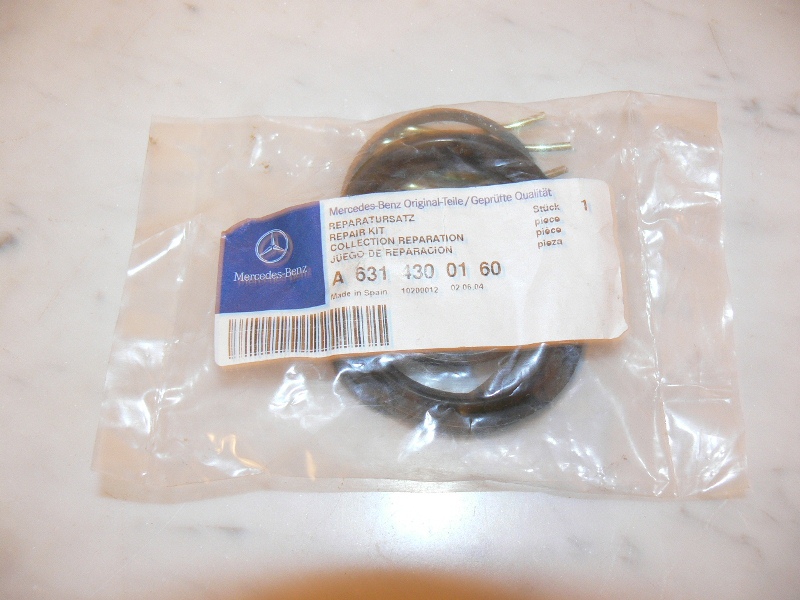 Mercedes-Benz Original-Teile/Geprüfte Qualität
REPARATURSATZ
REPAIR KIT
COLLECTION REPARATION
JUEGO DE REPARACION
Stück 1
piece
pièce
pieza
Mercedes-Benz
A 631 430 01 60
Made in Spain 10200012 02.06.04